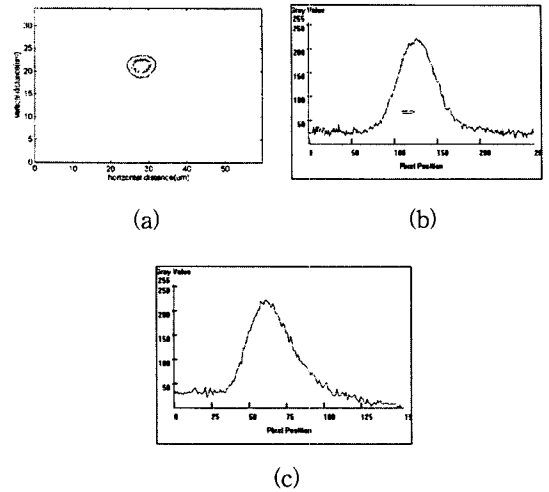 30
25
20
15
10
5
0
0 10 20 30 40 50
horizontal distance(um)
(a)
Gray Value
250
200
150
100
50
0 50 100 150 200
Pixel Position
(b)
Gray Value
255
250
200
150
100
50
0 25 50 75 100 125
Pixel Position
(c)